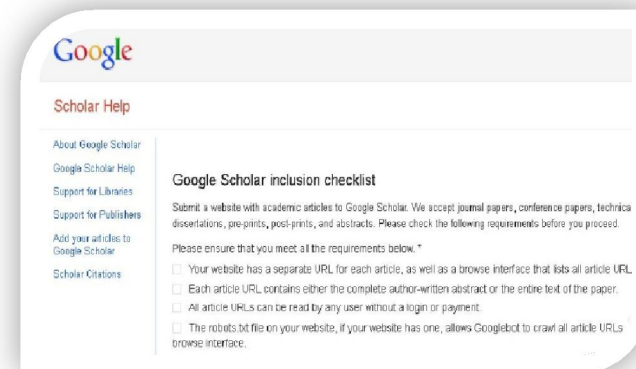 Google
Scholar Help
About Google Scholar
Google Scholar Help
Support for Libraries
Support for Publishers
Add your articles to
Google Scholar
Scholar Citations
Google Scholar inclusion checklist
Submit a website with academic articles to Google Scholar. We accept journal papers, conference papers, technica
dissertations, pre-prints, post-prints, and abstracts. Please check the following requirements before you proceed.
Please ensure that you meet all the requirements below. *
Your website has a separate URL for each article, as well as a browse interface that lists all article URL
Each article URL contains either the complete author-written abstract or the entire text of the paper.
All article URLs can be read by any user without a login or payment.
The robots.txt file on your website, if your website has one, allows Googlebot to crawl all article URLs
browse interface.